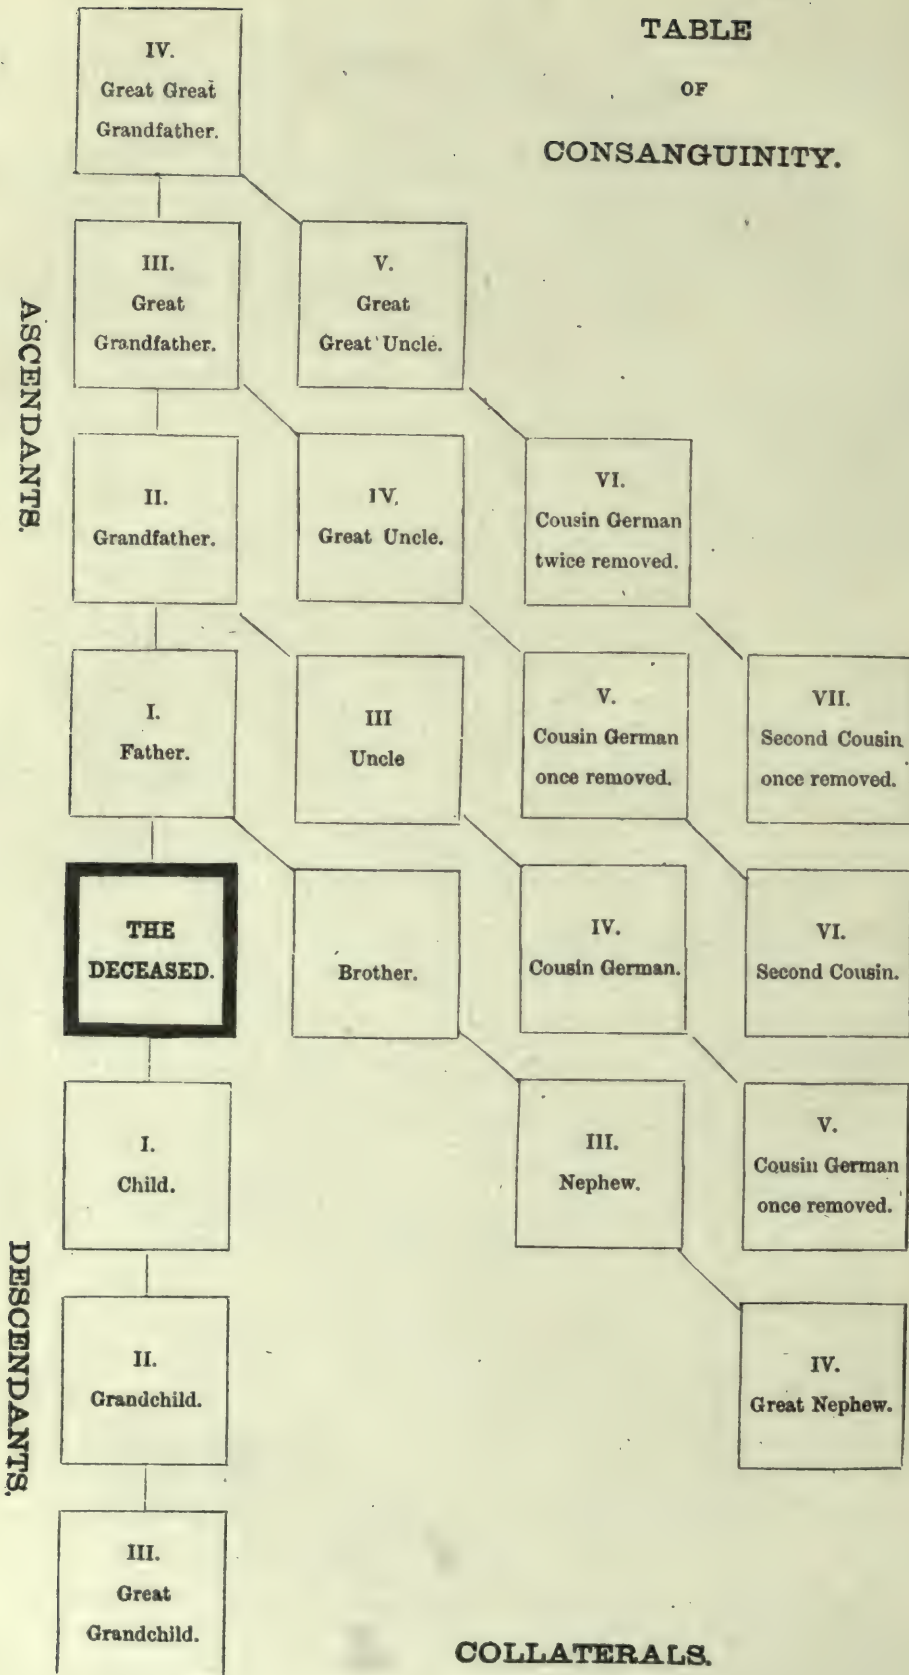 TABLE
OF
CONSANGUINITY.
ASCENDANTS.
IV.
Great Great
Grandfather.
III.
Great
Grandfather.
V.
Great
Great Uncle.
II.
Grandfather.
IV.
Great Uncle.
VI.
Cousin German
twice removed.
I.
Father.
III
Uncle
V.
Cousin German
once removed.
VII.
Second Cousin
once removed.
THE
DECEASED.
Brother.
IV.
Cousin German.
VI.
Second Cousin.
DESCENDANTS.
I.
Child.
III.
Nephew.
V.
Cousin German
once removed.
II.
Grandchild.
IV.
Great Nephew.
III.
Great
Grandchild.
COLLATERALS.